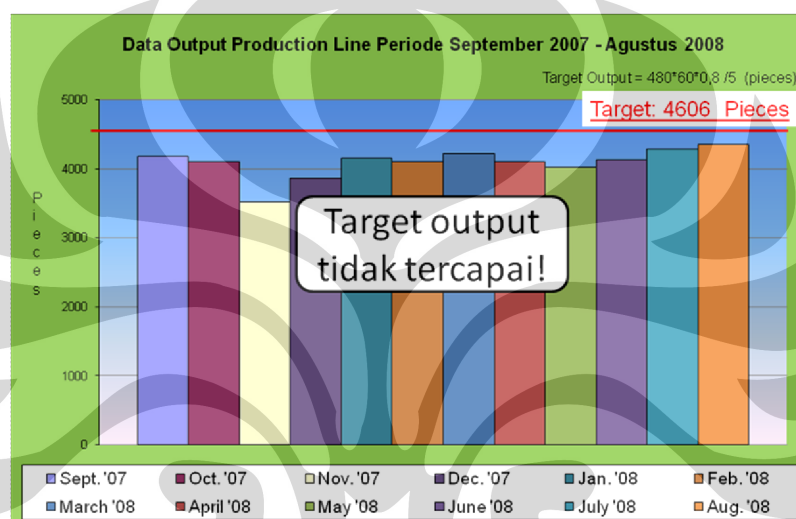 Data Output Production Line Periode September 2007 - Agustus 2008
Target Output = 480*60*0,8 /5 (pieces)
Target: 4606 Pieces
5000
4000
3000
2000
1000
0
Pieces
Target output
tidak tercapai!
Sept.'07 Oct.'07 Nov.'07 Dec.'07 Jan.'08 Feb.'08
March'08 April'08 May'08 June'08 July'08 Aug.'08